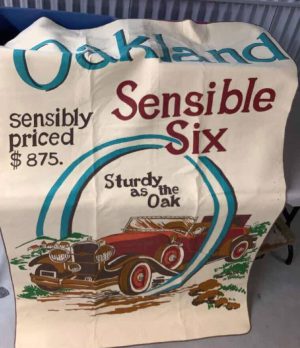 Oakland
Sensible
Six
sensibly
priced
$875.
Sturdy
as the
Oak